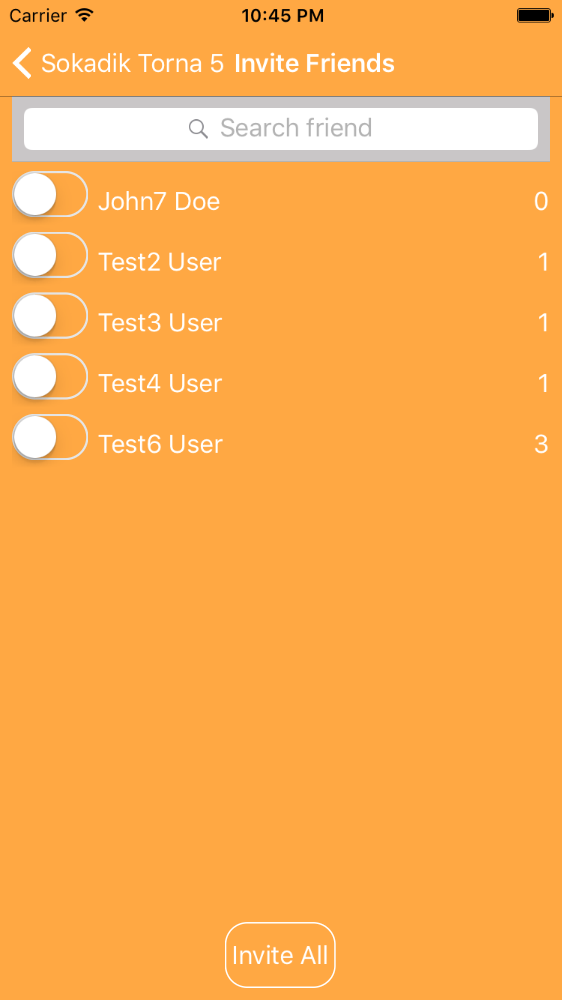 Carrier 10:45 PM
Sokadik Torna 5 Invite Friends
Search friend
John7 Doe 0
Test2 User 1
Test3 User 1
Test4 User 1
Test6 User 3
Invite All